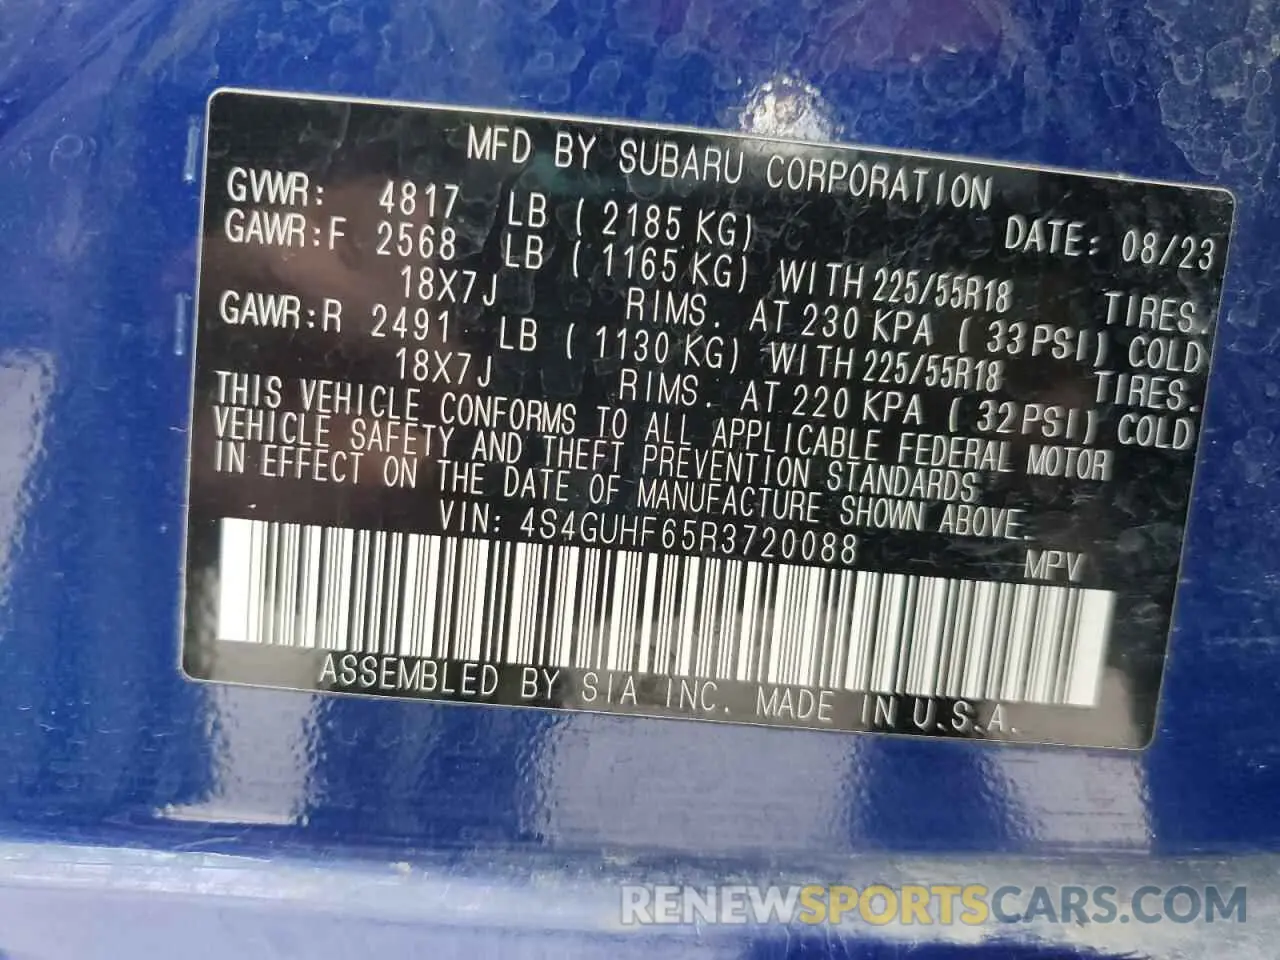 MFD BY SUBARU CORPORATION
GVWR: 4817 LB ( 2185 KG) DATE: 08/23
GAWR:F 2568 LB ( 1165 KG) WITH 225/55R18 TIRES.
18X7J RIMS. AT 230 KPA ( 33PSI) COLD
GAWR:R 2491 LB ( 1130 KG) WITH 225/55R18 TIRES.
18X7J RIMS. AT 220 KPA ( 32PSI) COLD
THIS VEHICLE CONFORMS TO ALL APPLICABLE FEDERAL MOTOR
VEHICLE SAFETY AND THEFT PREVENTION STANDARDS
IN EFFECT ON THE DATE OF MANUFACTURE SHOWN ABOVE.
VIN: 4S4GUHF65R3720088 MPV
ASSEMBLED BY SIA INC. MADE IN U.S.A.
RENEWSPORTSCARS.COM